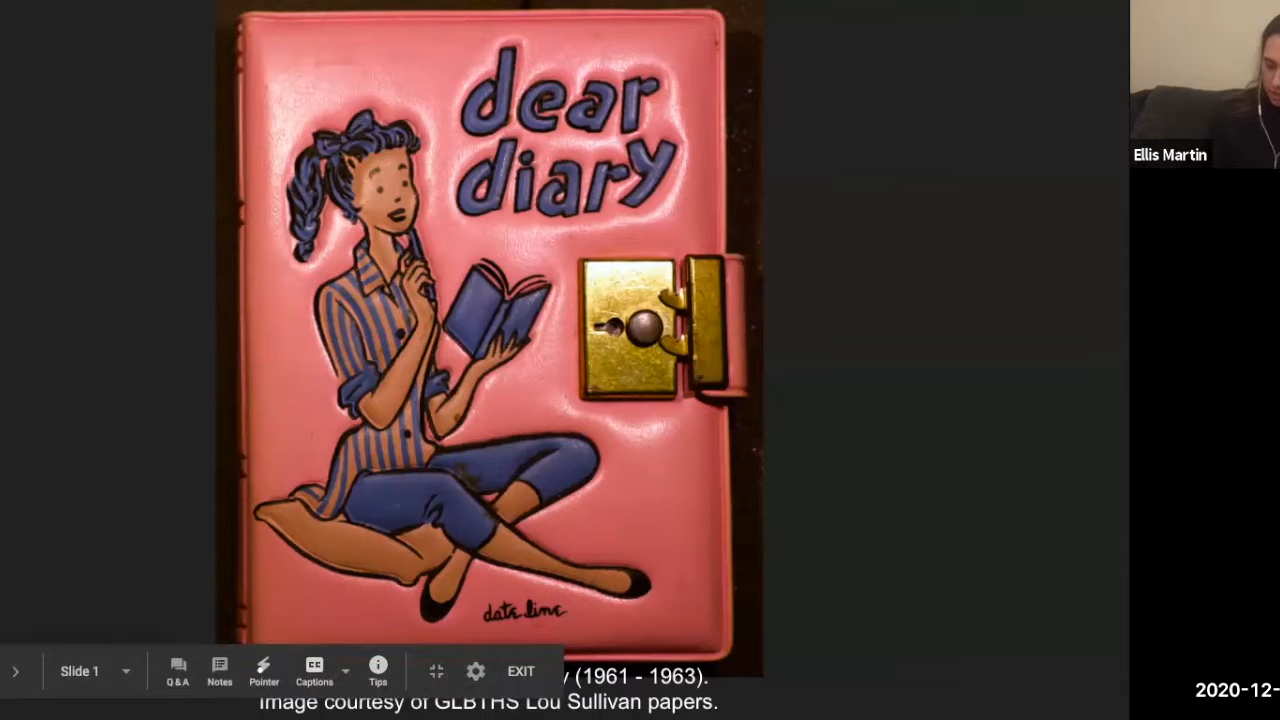 dear
diary
date line
Ellis Martin
Slide 1
Q & A
Notes
Pointer
Captions
Tips
EXIT
(1961 - 1963).
Image courtesy of GLBTHS Lou Sullivan papers.
2020-12-